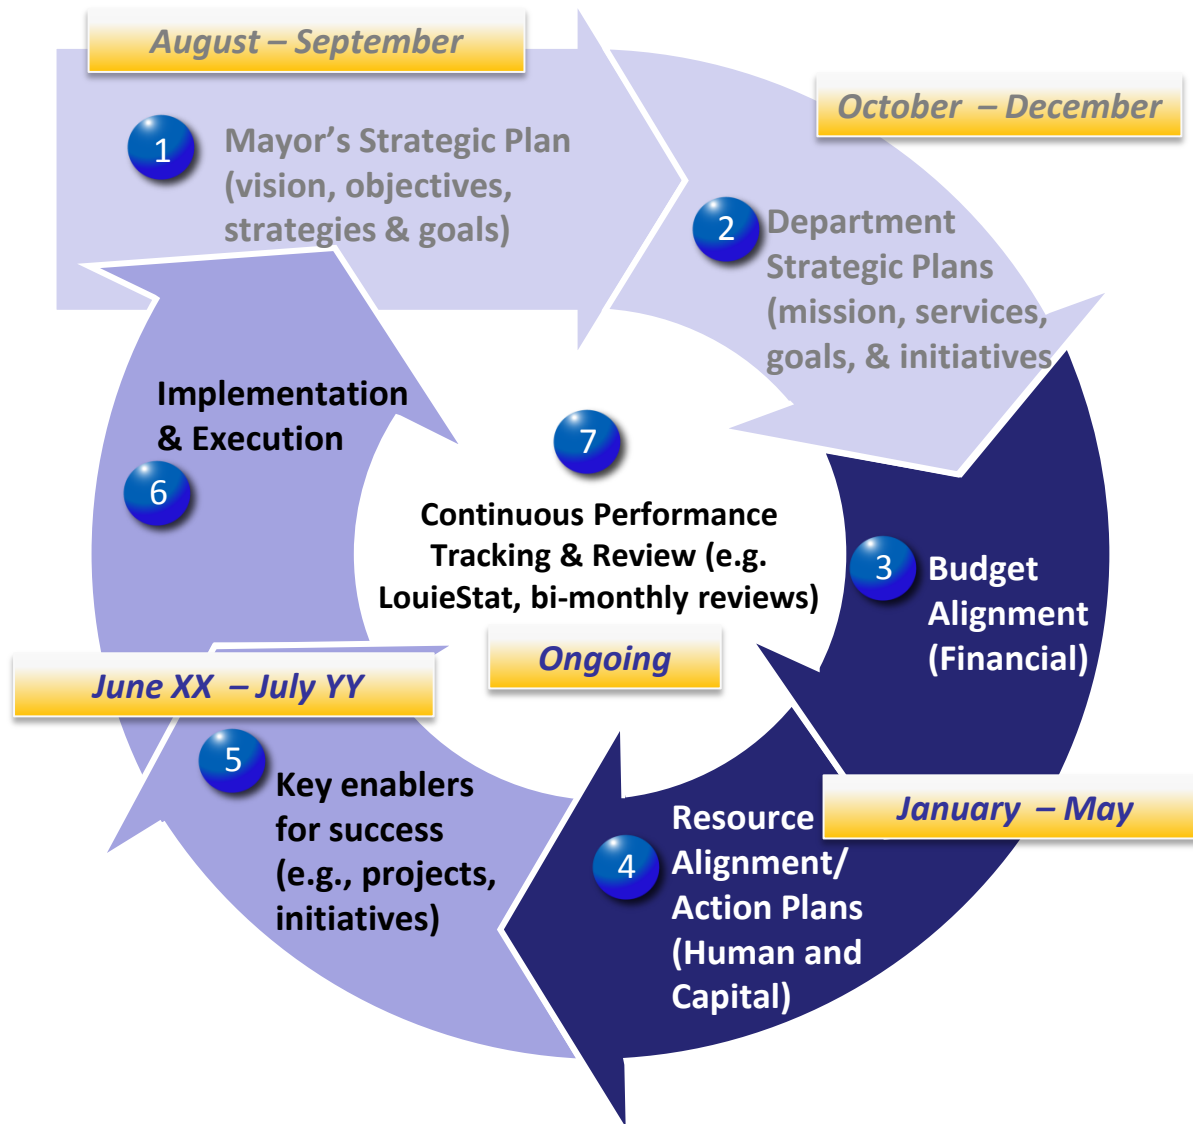 August – September
1
Mayor’s Strategic Plan
(vision, objectives,
strategies & goals)
October – December
2
Department
Strategic Plans
(mission, services,
goals, & initiatives
3
Budget
Alignment
(Financial)
January – May
4
Resource
Alignment/
Action Plans
(Human and
Capital)
5
Key enablers
for success
(e.g., projects,
initiatives)
June XX – July YY
6
Implementation
& Execution
7
Continuous Performance
Tracking & Review (e.g.
LouieStat, bi-monthly reviews)
Ongoing